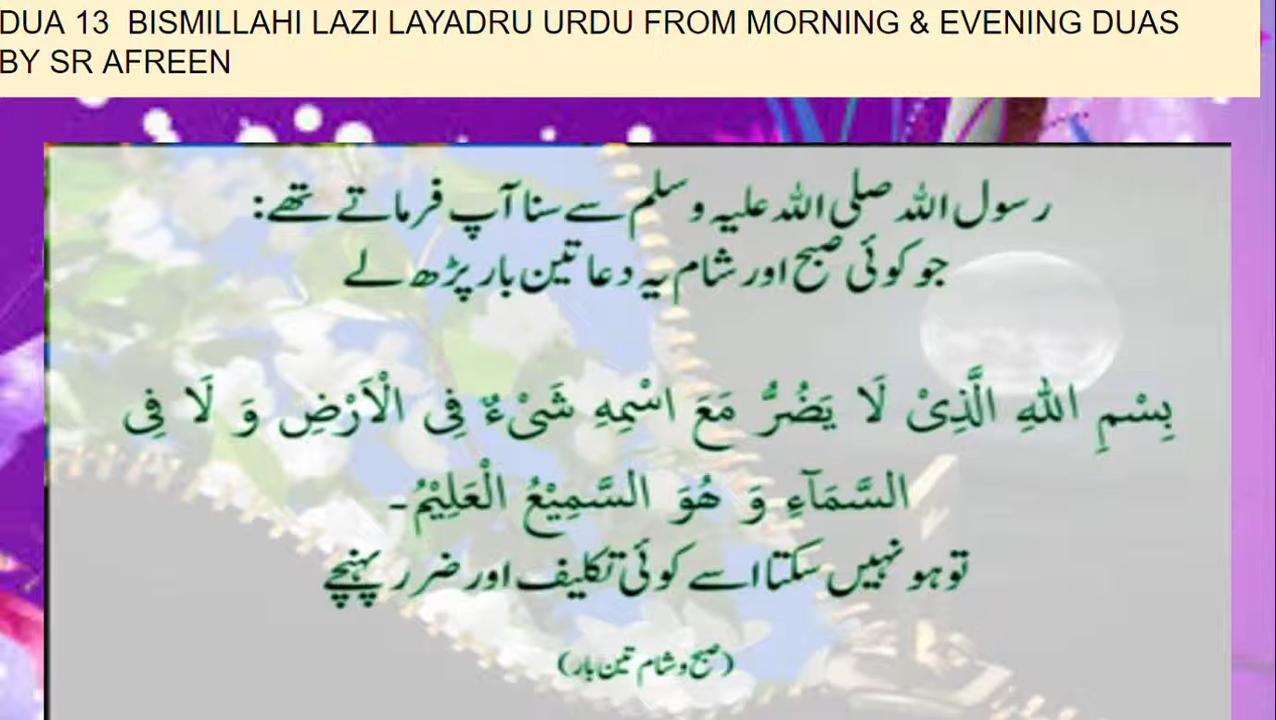 DUA 13 BISMILLAHI LAZI LAYADRU URDU FROM MORNING & EVENING DUAS
BY SR AFREEN
رسول اللہ صلی اللہ علیہ و سلم سے سنا آپ فرماتے تھے:
جو کوئی صبح اور شام یہ دعا تین بار پڑھ لے
بِسْمِ اللهِ الَّذِیْ لَا یَضُرُّ مَعَ اسْمِهٖ شَیْءٌ فِی الْاَرْضِ وَ لَا فِی
السَّمَآءِ وَ هُوَ السَّمِیْعُ الْعَلِیْمُ۔
تو ہو نہیں سکتا اسے کوئی تکلیف اور ضرر پہنچے
(صبح و شام تین بار)